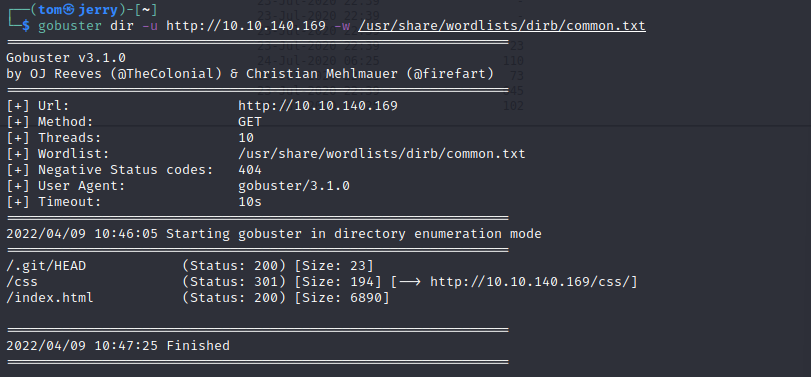 ┌──(tom㉿jerry)-[~]
└─$ gobuster dir -u http://10.10.140.169 -w /usr/share/wordlists/dirb/common.txt
===============================================================
Gobuster v3.1.0
by OJ Reeves (@TheColonial) & Christian Mehlmauer (@firefart)
===============================================================
[+] Url:                     http://10.10.140.169
[+] Method:                  GET
[+] Threads:                 10
[+] Wordlist:                /usr/share/wordlists/dirb/common.txt
[+] Negative Status codes:   404
[+] User Agent:              gobuster/3.1.0
[+] Timeout:                 10s
===============================================================
2022/04/09 10:46:05 Starting gobuster in directory enumeration mode
===============================================================
/.git/HEAD            (Status: 200) [Size: 23]
/css                  (Status: 301) [Size: 194] [--> http://10.10.140.169/css/]
/index.html           (Status: 200) [Size: 6890]
===============================================================
2022/04/09 10:47:25 Finished
===============================================================